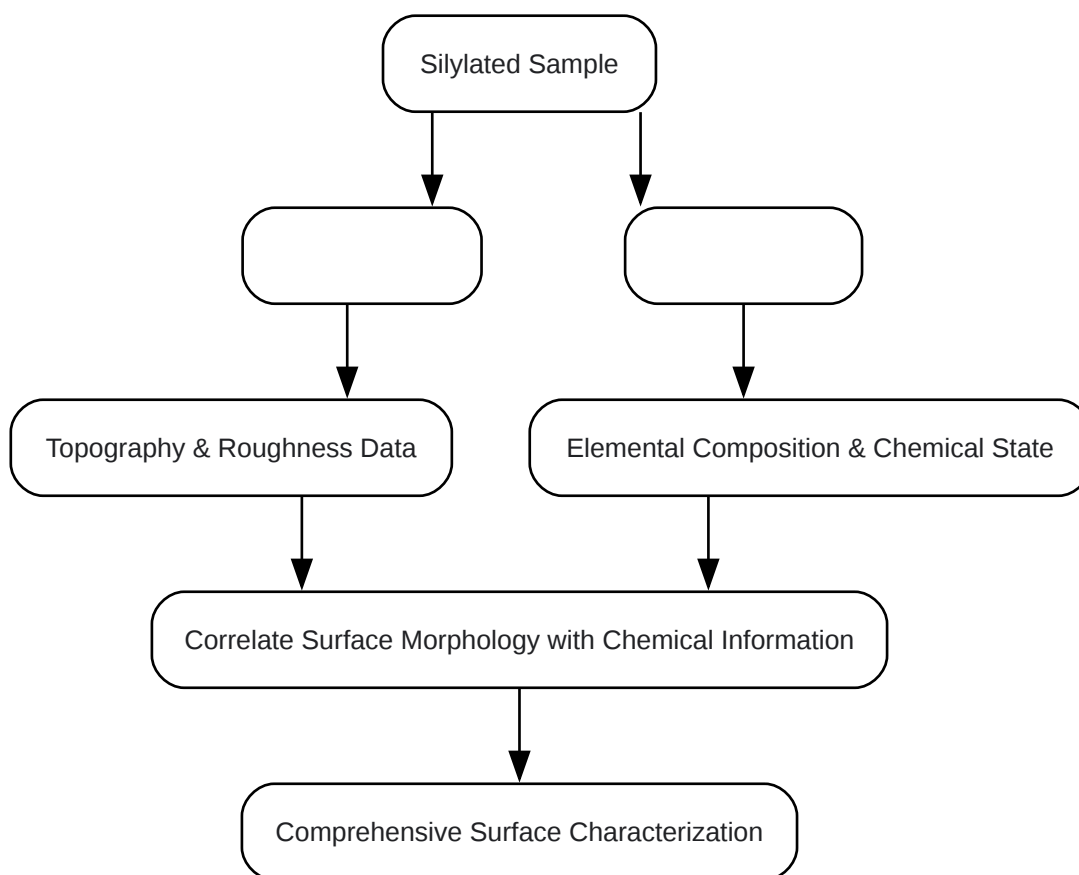 Silylated Sample
Topography & Roughness Data
Elemental Composition & Chemical State
Correlate Surface Morphology with Chemical Information
Comprehensive Surface Characterization